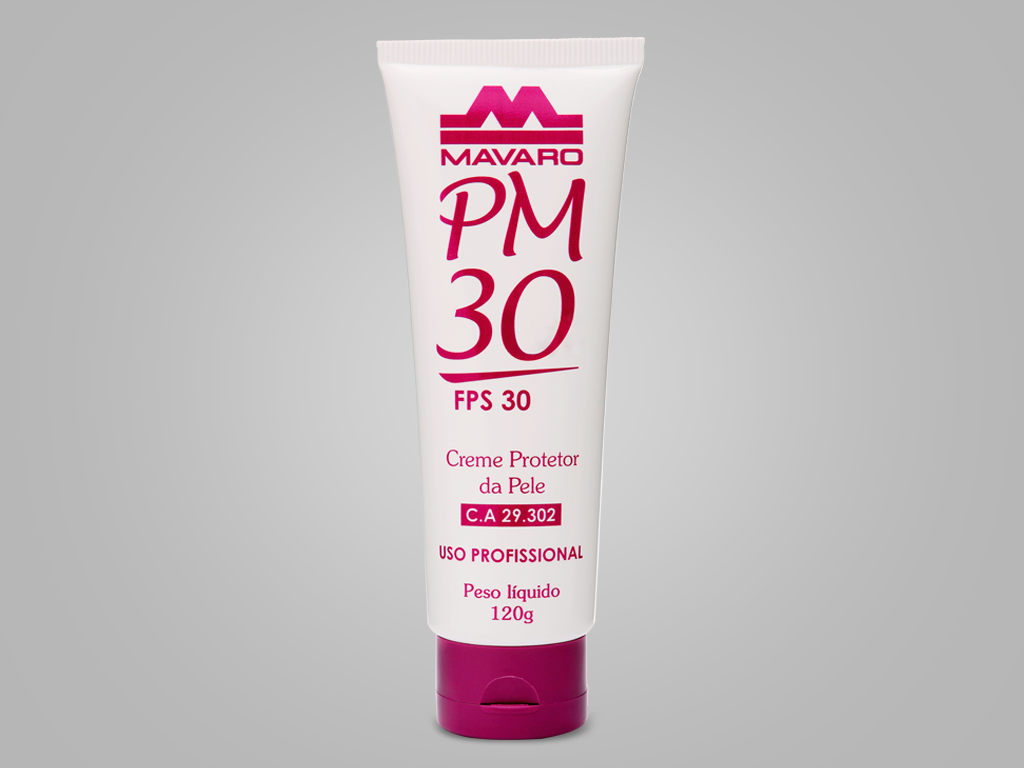 MAVARO
PM
30
FPS 30
Creme Protetor
da Pele
C.A 29.302
USO PROFISSIONAL
Peso líquido
120g